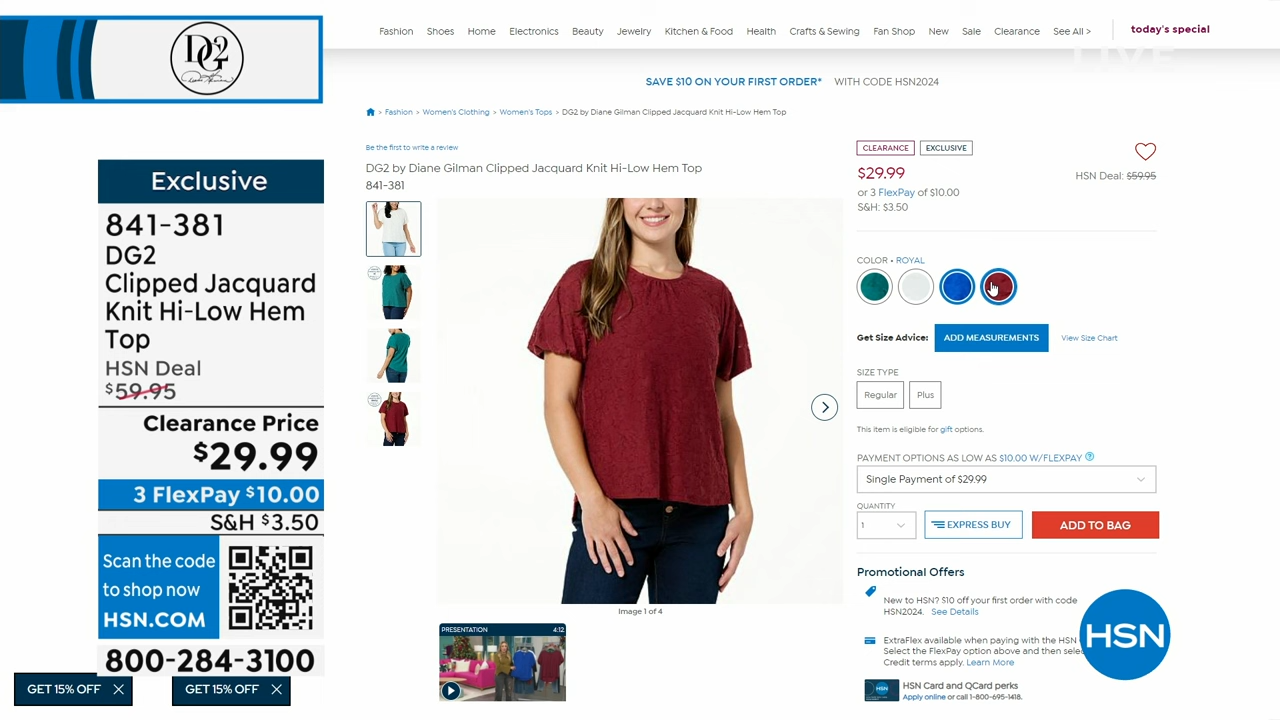 DG2
Fashion Shoes Home Electronics Beauty Jewelry Kitchen & Food Health Crafts & Sewing Fan Shop New Sale Clearance See All > today's special
LIVE
SAVE $10 ON YOUR FIRST ORDER* WITH CODE HSN2024
> Fashion > Women's Clothing > Women's Tops > DG2 by Diane Gilman Clipped Jacquard Knit Hi-Low Hem Top
Exclusive
841-381
DG2
Clipped Jacquard
Knit Hi-Low Hem
Top
HSN Deal
$59.95
Clearance Price
$29.99
3 FlexPay $10.00
S&H $3.50
Scan the code
to shop now
HSN.COM
800-284-3100
GET 15% OFF
GET 15% OFF
Be the first to write a review
DG2 by Diane Gilman Clipped Jacquard Knit Hi-Low Hem Top
841-381
Image 1 of 4
PRESENTATION 4:12
CLEARANCE EXCLUSIVE
$29.99
HSN Deal: $59.95
or 3 FlexPay of $10.00
S&H: $3.50
COLOR • ROYAL
Get Size Advice: ADD MEASUREMENTS View Size Chart
SIZE TYPE
Regular Plus
This item is eligible for gift options.
PAYMENT OPTIONS AS LOW AS $10.00 W/FLEXPAY ?
Single Payment of $29.99
QUANTITY
1 EXPRESS BUY ADD TO BAG
Promotional Offers
New to HSN? $10 off your first order with code
HSN2024. See Details
ExtraFlex available when paying with the HSN
Select the FlexPay option above and then
Credit terms apply. Learn More
HSN
HSN
HSN Card and QCard perks
Apply online or call 1-800-695-1418.